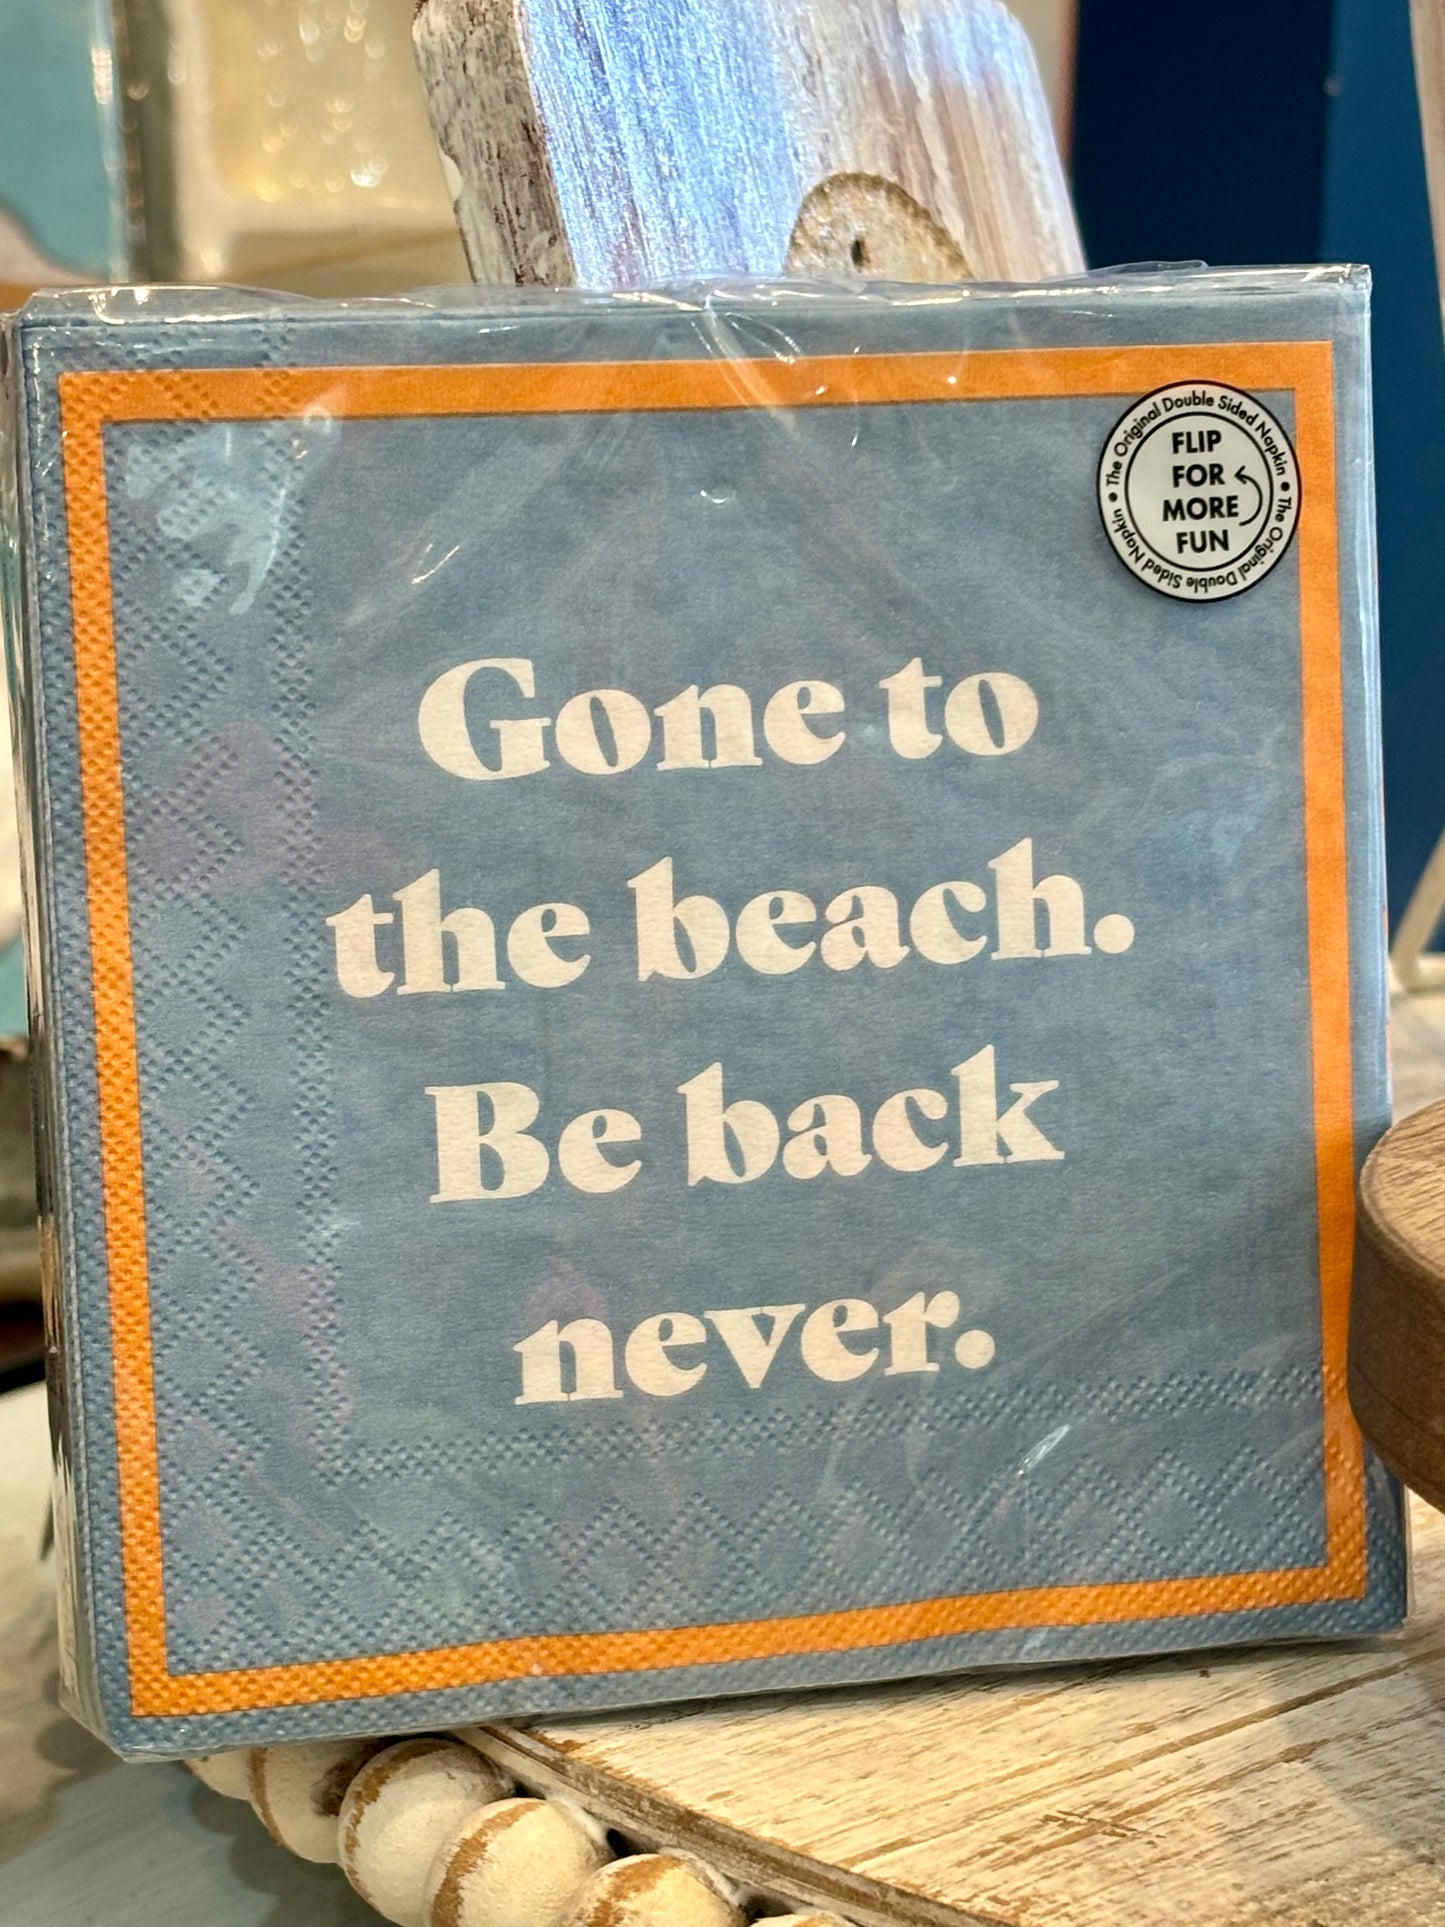 Gone to
the beach.
Be back
never.
The Original Double Sided Napkin • The Original Double Sided Napkin •
FLIP
FOR
MORE
FUN